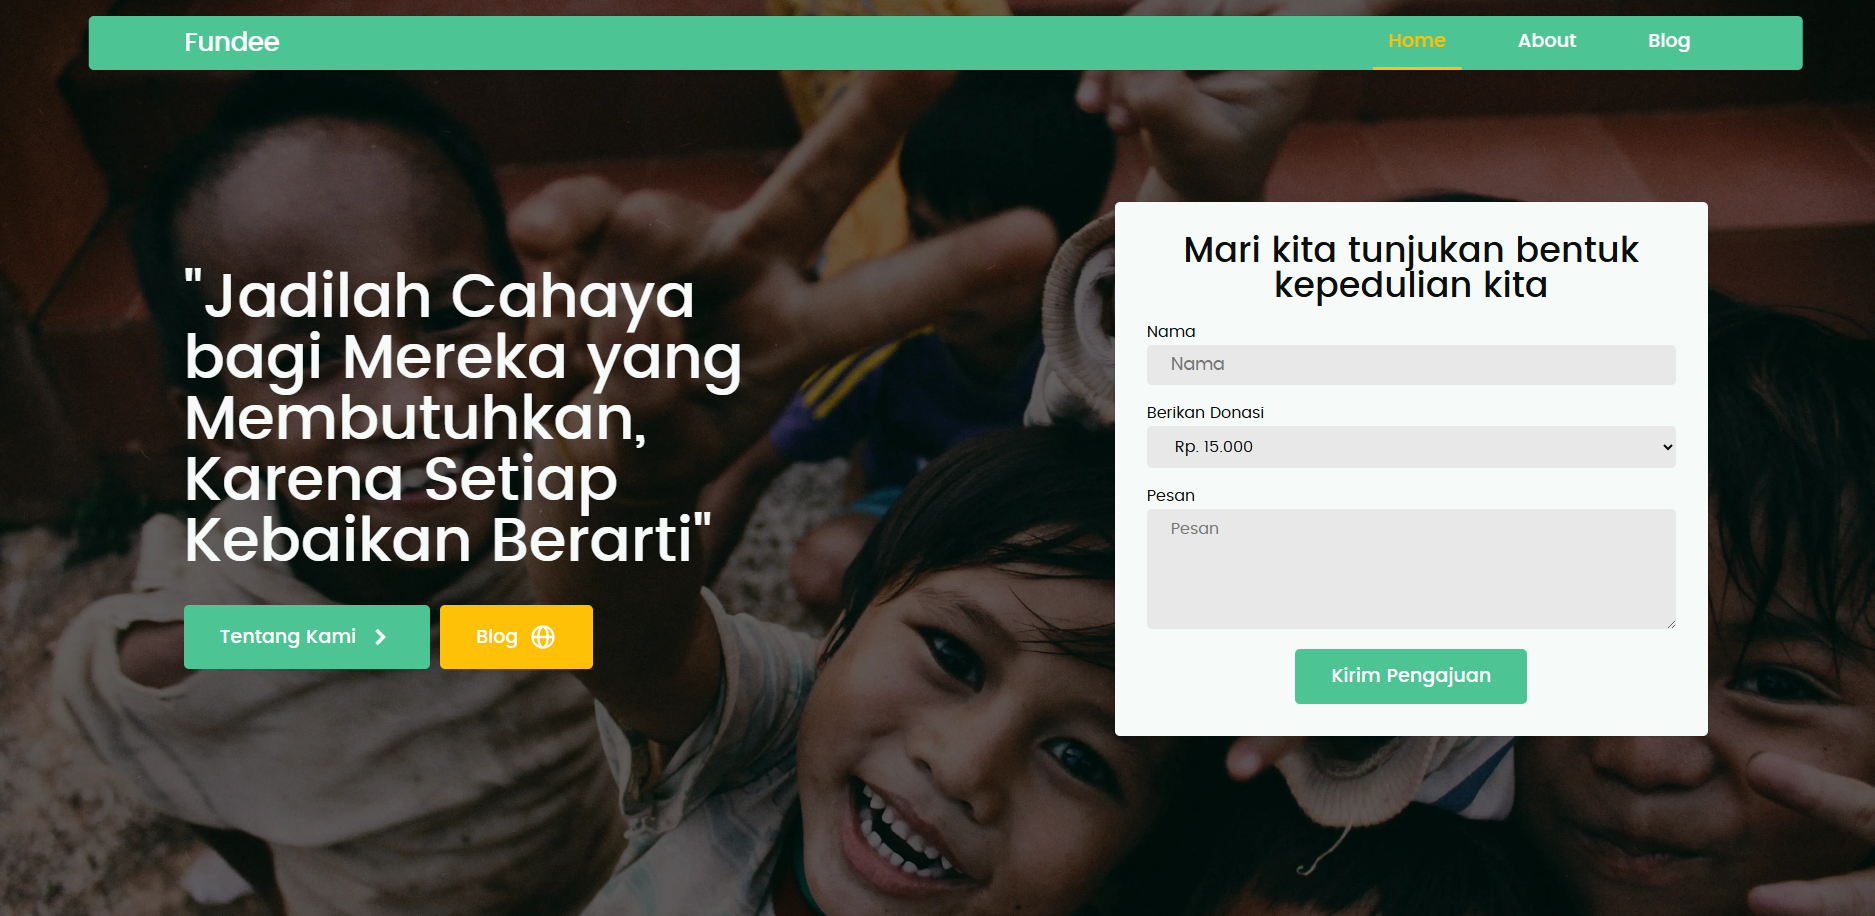 Fundee
Home
About
Blog
"Jadilah Cahaya
bagi Mereka yang
Membutuhkan,
Karena Setiap
Kebaikan Berarti"
Tentang Kami
Blog
Mari kita tunjukan bentuk
kepedulian kita
Nama
Nama
Berikan Donasi
Rp. 15.000
Pesan
Pesan
Kirim Pengajuan